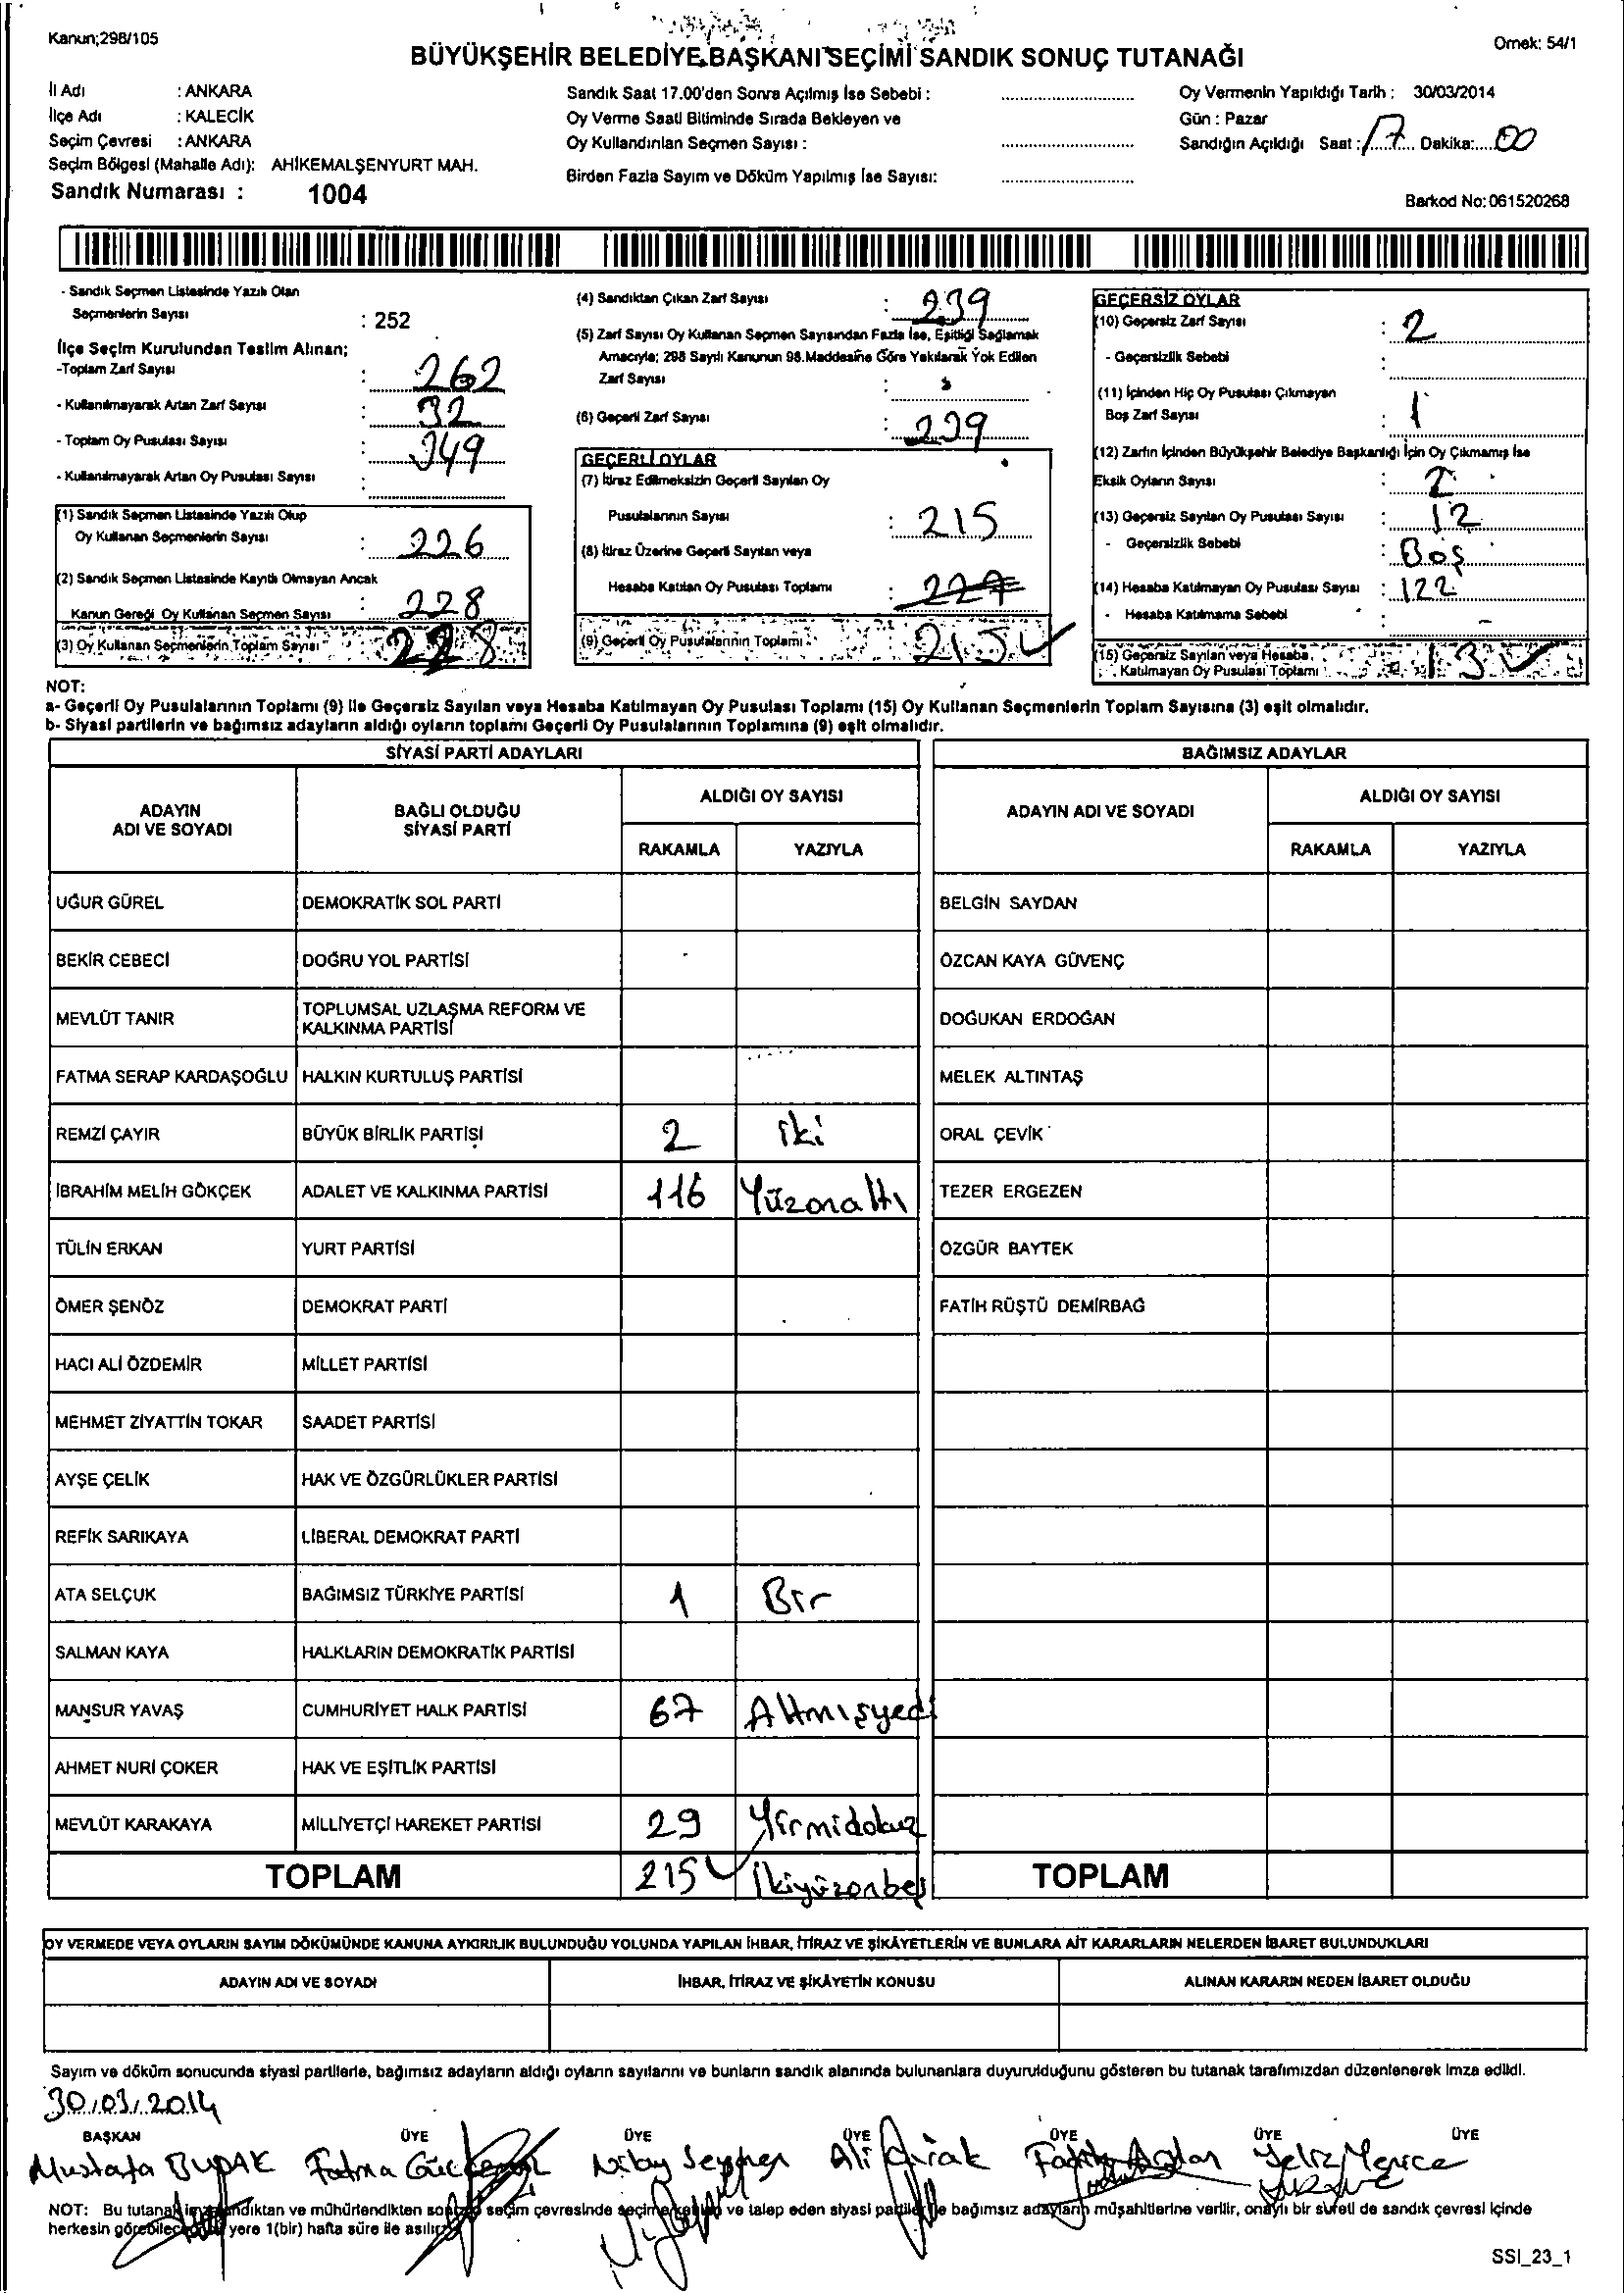 Kanun;298/105
Ornek: 54/1
BÜYÜKŞEHİR BELEDİYE BAŞKANI SEÇİMİ SANDIK SONUÇ TUTANAĞI
İl Adı : ANKARA
İlçe Adı : KALECİK
Seçim Çevresi : ANKARA
Seçim Bölgesi (Mahalle Adı): AHİKEMALŞENYURT MAH.
Sandık Numarası : 1004
Sandık Saat 17.00'den Sonra Açılmış İse Sebebi :
Oy Verme Saati Bitiminde Sırada Bekleyen ve
Oy Kullandırılan Seçmen Sayısı :
Birden Fazla Sayım ve Döküm Yapılmış İse Sayısı:
Oy Vermenin Yapıldığı Tarih : 30/03/2014
Gün : Pazar
Sandığın Açıldığı Saat : 17 Dakika: 00
Barkod No: 061520268
- Sandık Seçmen Listesinde Yazılı Olan
Seçmenlerin Sayısı : 252
İlçe Seçim Kurulundan Teslim Alınan;
-Toplam Zarf Sayısı : 262
- Kullanılmayarak Artan Zarf Sayısı : 32
- Toplam Oy Pusulası Sayısı : 349
- Kullanılmayarak Artan Oy Pusulası Sayısı :
(1) Sandık Seçmen Listesinde Yazılı Olup
Oy Kullanan Seçmenlerin Sayısı : 226
(2) Sandık Seçmen Listesinde Kayıtlı Olmayan Ancak
Kanun Gereği Oy Kullanan Seçmen Sayısı : 228
(3) Oy Kullanan Seçmenlerin Toplam Sayısı 228
(4) Sandıktan Çıkan Zarf Sayısı : 239
(5) Zarf Sayısı Oy Kullanan Seçmen Sayısından Fazla İse, Eşitliği Sağlamak
Amacıyla; 298 Sayılı Kanunun 98.Maddesine Göre Yakılarak Yok Edilen
Zarf Sayısı :
(6) Geçerli Zarf Sayısı : 239
GEÇERLİ OYLAR
(7) İtiraz Edilmeksizin Geçerli Sayılan Oy
Pusulalarının Sayısı : 215
(8) İtiraz Üzerine Geçerli Sayılan veya
Hesaba Katılan Oy Pusulası Toplamı : 227
(9) Geçerli Oy Pusulalarının Toplamı : 215 ✓
GEÇERSİZ OYLAR
(10) Geçersiz Zarf Sayısı : 2
- Geçersizlik Sebebi :
(11) İçinden Hiç Oy Pusulası Çıkmayan
Boş Zarf Sayısı : 1
(12) Zarfın İçinden Büyükşehir Belediye Başkanlığı İçin Oy Çıkmamış İse
Eksik Oyların Sayısı :
(13) Geçersiz Sayılan Oy Pusulası Sayısı : 12
- Geçersizlik Sebebi : Boş
(14) Hesaba Katılmayan Oy Pusulası Sayısı : 122
- Hesaba Katılmama Sebebi
(15) Geçersiz Sayılan veya Hesaba
Katılmayan Oy Pusulası Toplamı : 13 ✓
NOT:
a- Geçerli Oy Pusulalarının Toplamı (9) ile Geçersiz Sayılan veya Hesaba Katılmayan Oy Pusulası Toplamı (15) Oy Kullanan Seçmenlerin Toplam Sayısına (3) eşit olmalıdır.
b- Siyasi partilerin ve bağımsız adayların aldığı oyların toplamı Geçerli Oy Pusulalarının Toplamına (9) eşit olmalıdır.
SİYASİ PARTİ ADAYLARI
ADAYIN ADI VE SOYADI
BAĞLI OLDUĞU SİYASİ PARTİ
ALDIĞI OY SAYISI
RAKAMLA YAZIYLA
UĞUR GÜREL DEMOKRATİK SOL PARTİ
BEKİR CEBECİ DOĞRU YOL PARTİSİ
MEVLÜT TANIR TOPLUMSAL UZLAŞMA REFORM VE KALKINMA PARTİSİ
FATMA SERAP KARDAŞOĞLU HALKIN KURTULUŞ PARTİSİ
REMZİ ÇAYIR BÜYÜK BİRLİK PARTİSİ 2 iki
İBRAHİM MELİH GÖKÇEK ADALET VE KALKINMA PARTİSİ 116 Yüzonaltı
TÜLİN ERKAN YURT PARTİSİ
ÖMER ŞENÖZ DEMOKRAT PARTİ
HACI ALİ ÖZDEMİR MİLLET PARTİSİ
MEHMET ZİYATTİN TOKAR SAADET PARTİSİ
AYŞE ÇELİK HAK VE ÖZGÜRLÜKLER PARTİSİ
REFİK SARIKAYA LİBERAL DEMOKRAT PARTİ
ATA SELÇUK BAĞIMSIZ TÜRKİYE PARTİSİ 1 Bir
SALMAN KAYA HALKLARIN DEMOKRATİK PARTİSİ
MANSUR YAVAŞ CUMHURİYET HALK PARTİSİ 67 Altmışyedi
AHMET NURİ ÇOKER HAK VE EŞİTLİK PARTİSİ
MEVLÜT KARAKAYA MİLLİYETÇİ HAREKET PARTİSİ 29 Yirmidokuz
TOPLAM 215 ✓ İkiyüzonbeş
BAĞIMSIZ ADAYLAR
ADAYIN ADI VE SOYADI
ALDIĞI OY SAYISI
RAKAMLA YAZIYLA
BELGİN SAYDAN
ÖZCAN KAYA GÜVENÇ
DOĞUKAN ERDOĞAN
MELEK ALTINTAŞ
ORAL ÇEVİK
TEZER ERGEZEN
ÖZGÜR BAYTEK
FATİH RÜŞTÜ DEMİRBAĞ
TOPLAM
OY VERMEDE VEYA OYLARIN SAYIM DÖKÜMÜNDE KANUNA AYKIRILIK BULUNDUĞU YOLUNDA YAPILAN İHBAR, İTİRAZ VE ŞİKÂYETLERİN VE BUNLARA AİT KARARLARIN NELERDEN İBARET BULUNDUKLARI
ADAYIN ADI VE SOYADI
İHBAR, İTİRAZ VE ŞİKÂYETİN KONUSU
ALINAN KARARIN NEDEN İBARET OLDUĞU
Sayım ve döküm sonucunda siyasi partilerle, bağımsız adayların aldığı oyların sayılarını ve bunların sandık alanında bulunanlara duyurulduğunu gösteren bu tutanak tarafımızdan düzenlenerek imza edildi.
30.03.2014
BAŞKAN ÜYE ÜYE ÜYE ÜYE ÜYE ÜYE
Mustafa BUDAK Fatma Nilay Ali Çırak Yeliz
NOT: Bu tutanak imzalandıktan ve mühürlendikten sonra seçim çevresinde seçime katılan ve talep eden siyasi partiler ile bağımsız adayların müşahitlerine verilir, onaylı bir sureti de sandık çevresi içinde
herkesin görebileceği bir yere 1(bir) hafta süre ile asılır.
SSI_23_1